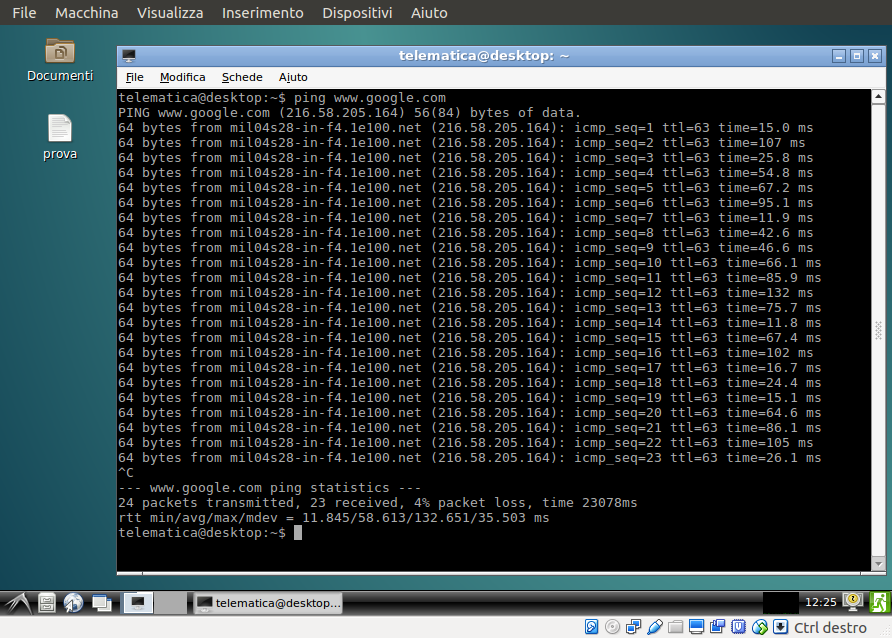 File Macchina Visualizza Inserimento Dispositivi Aiuto
Documenti
prova
telematica@desktop: ~
File Modifica Schede Aiuto
telematica@desktop:~$ ping www.google.com
PING www.google.com (216.58.205.164) 56(84) bytes of data.
64 bytes from mil04s28-in-f4.1e100.net (216.58.205.164): icmp_seq=1 ttl=63 time=15.0 ms
64 bytes from mil04s28-in-f4.1e100.net (216.58.205.164): icmp_seq=2 ttl=63 time=107 ms
64 bytes from mil04s28-in-f4.1e100.net (216.58.205.164): icmp_seq=3 ttl=63 time=25.8 ms
64 bytes from mil04s28-in-f4.1e100.net (216.58.205.164): icmp_seq=4 ttl=63 time=54.8 ms
64 bytes from mil04s28-in-f4.1e100.net (216.58.205.164): icmp_seq=5 ttl=63 time=67.2 ms
64 bytes from mil04s28-in-f4.1e100.net (216.58.205.164): icmp_seq=6 ttl=63 time=95.1 ms
64 bytes from mil04s28-in-f4.1e100.net (216.58.205.164): icmp_seq=7 ttl=63 time=11.9 ms
64 bytes from mil04s28-in-f4.1e100.net (216.58.205.164): icmp_seq=8 ttl=63 time=42.6 ms
64 bytes from mil04s28-in-f4.1e100.net (216.58.205.164): icmp_seq=9 ttl=63 time=46.6 ms
64 bytes from mil04s28-in-f4.1e100.net (216.58.205.164): icmp_seq=10 ttl=63 time=66.1 ms
64 bytes from mil04s28-in-f4.1e100.net (216.58.205.164): icmp_seq=11 ttl=63 time=85.9 ms
64 bytes from mil04s28-in-f4.1e100.net (216.58.205.164): icmp_seq=12 ttl=63 time=132 ms
64 bytes from mil04s28-in-f4.1e100.net (216.58.205.164): icmp_seq=13 ttl=63 time=75.7 ms
64 bytes from mil04s28-in-f4.1e100.net (216.58.205.164): icmp_seq=14 ttl=63 time=11.8 ms
64 bytes from mil04s28-in-f4.1e100.net (216.58.205.164): icmp_seq=15 ttl=63 time=67.4 ms
64 bytes from mil04s28-in-f4.1e100.net (216.58.205.164): icmp_seq=16 ttl=63 time=102 ms
64 bytes from mil04s28-in-f4.1e100.net (216.58.205.164): icmp_seq=17 ttl=63 time=16.7 ms
64 bytes from mil04s28-in-f4.1e100.net (216.58.205.164): icmp_seq=18 ttl=63 time=24.4 ms
64 bytes from mil04s28-in-f4.1e100.net (216.58.205.164): icmp_seq=19 ttl=63 time=15.1 ms
64 bytes from mil04s28-in-f4.1e100.net (216.58.205.164): icmp_seq=20 ttl=63 time=64.6 ms
64 bytes from mil04s28-in-f4.1e100.net (216.58.205.164): icmp_seq=21 ttl=63 time=86.1 ms
64 bytes from mil04s28-in-f4.1e100.net (216.58.205.164): icmp_seq=22 ttl=63 time=105 ms
64 bytes from mil04s28-in-f4.1e100.net (216.58.205.164): icmp_seq=23 ttl=63 time=26.1 ms
^C
--- www.google.com ping statistics ---
24 packets transmitted, 23 received, 4% packet loss, time 23078ms
rtt min/avg/max/mdev = 11.845/58.613/132.651/35.503 ms
telematica@desktop:~$
telematica@desktop... 12:25
Ctrl destro